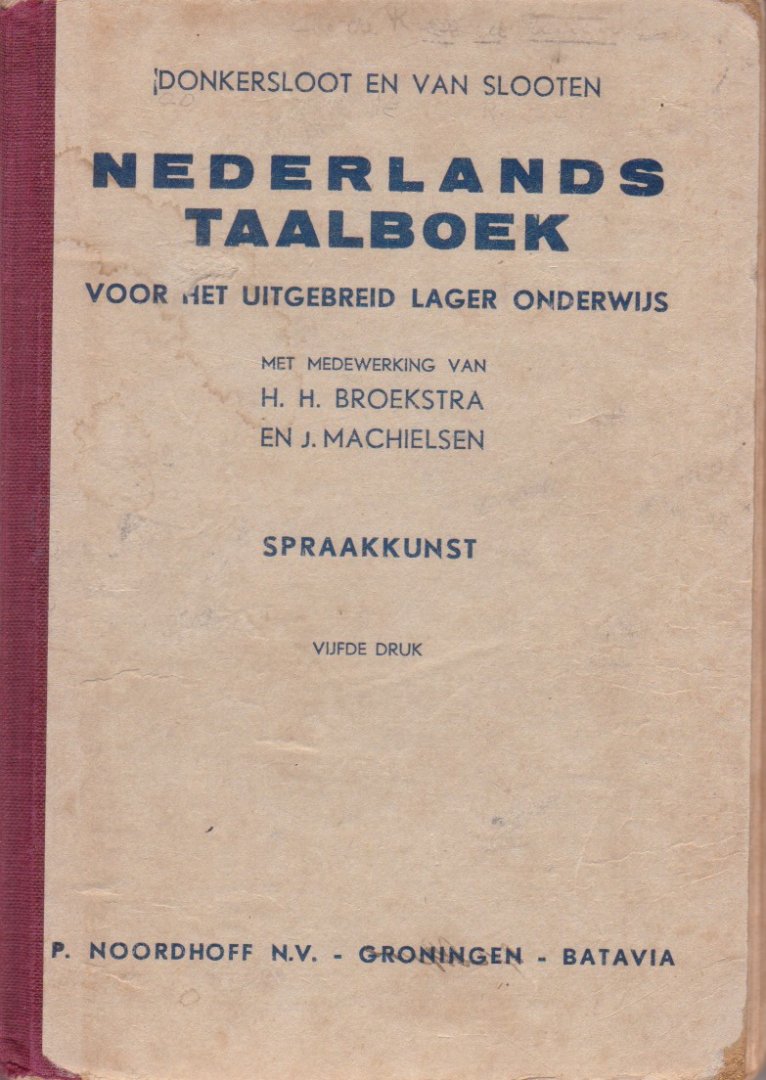 DONKERSLOOT EN VAN SLOOTEN
NEDERLANDS
TAALBOEK
VOOR HET UITGEBREID LAGER ONDERWIJS
MET MEDEWERKING VAN
H. H. BROEKSTRA
EN J. MACHIELSEN
SPRAAKKUNST
VIJFDE DRUK
P. NOORDHOFF N.V. - GRONINGEN - BATAVIA